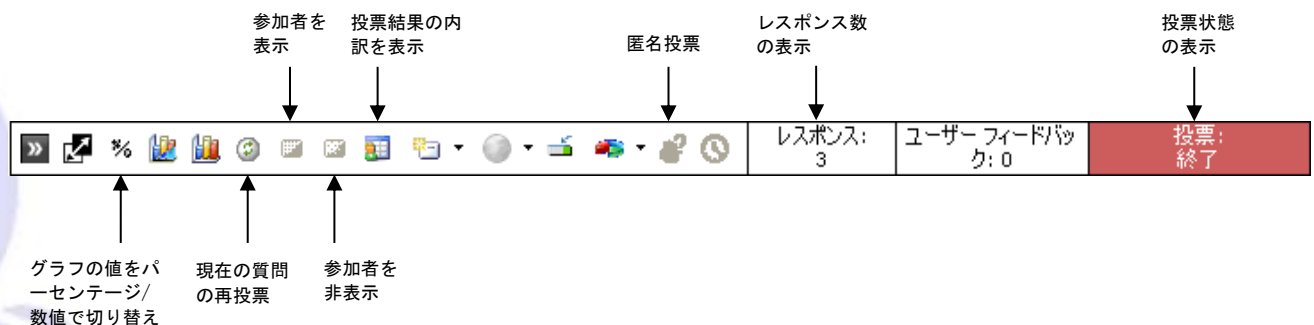 参加者を
表示
投票結果の内
訳を表示
匿名投票
レスポンス数
の表示
投票状態
の表示
レスポンス:
3
ユーザー フィードバッ
ク: 0
投票:
終了
グラフの値をパ
ーセンテージ/
数値で切り替え
現在の質問
の再投票
参加者を
非表示